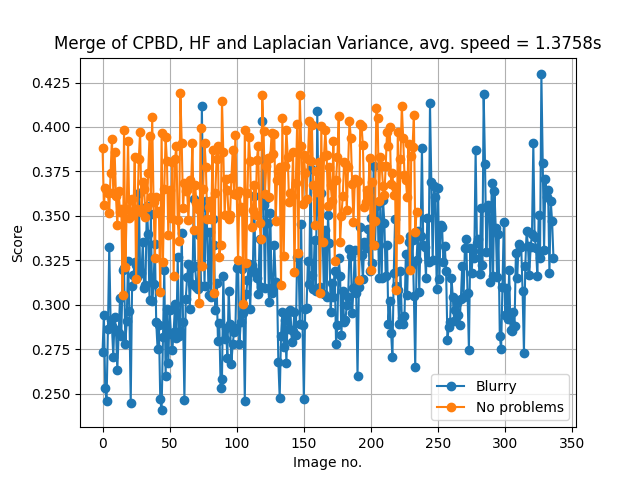 Merge of CPBD, HF and Laplacian Variance, avg. speed = 1.3758s
Score
0.425
0.400
0.375
0.350
0.325
0.300
0.275
0.250
0 50 100 150 200 250 300 350
Image no.
Blurry
No problems